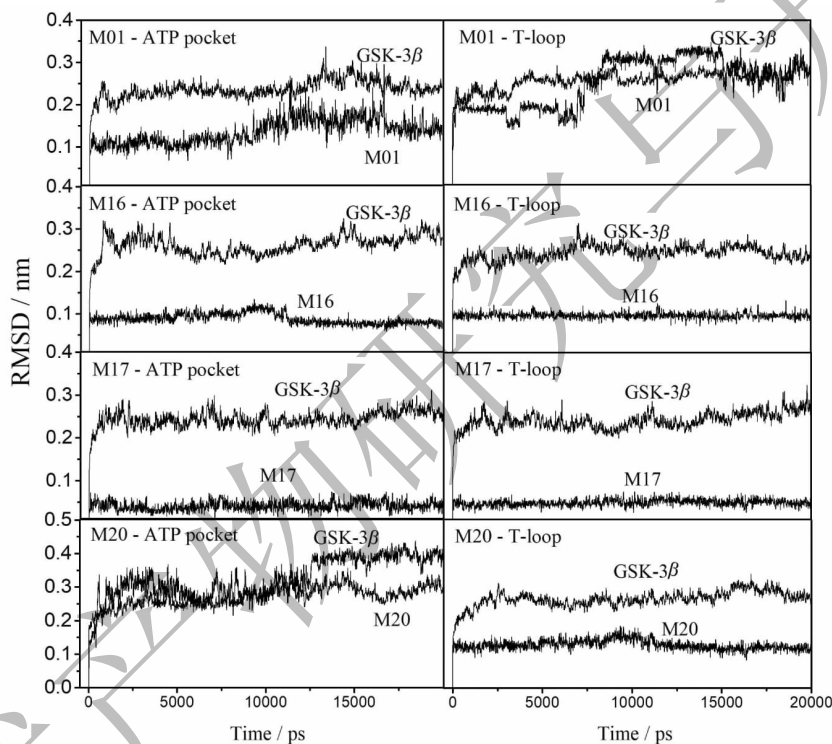 M01 - ATP pocket
GSK-3β
M01
M01 - T-loop
GSK-3β
M01
M16 - ATP pocket
GSK-3β
M16
M16 - T-loop
GSK-3β
M16
M17 - ATP pocket
GSK-3β
M17
M17 - T-loop
GSK-3β
M17
M20 - ATP pocket
GSK-3β
M20
M20 - T-loop
GSK-3β
M20
RMSD / nm
0.4
0.3
0.2
0.1
0.4
0.3
0.2
0.1
0.4
0.3
0.2
0.1
0.5
0.4
0.3
0.2
0.1
0.0
0 5000 10000 15000
0 5000 10000 15000 20000
Time / ps
Time / ps
产物研究与